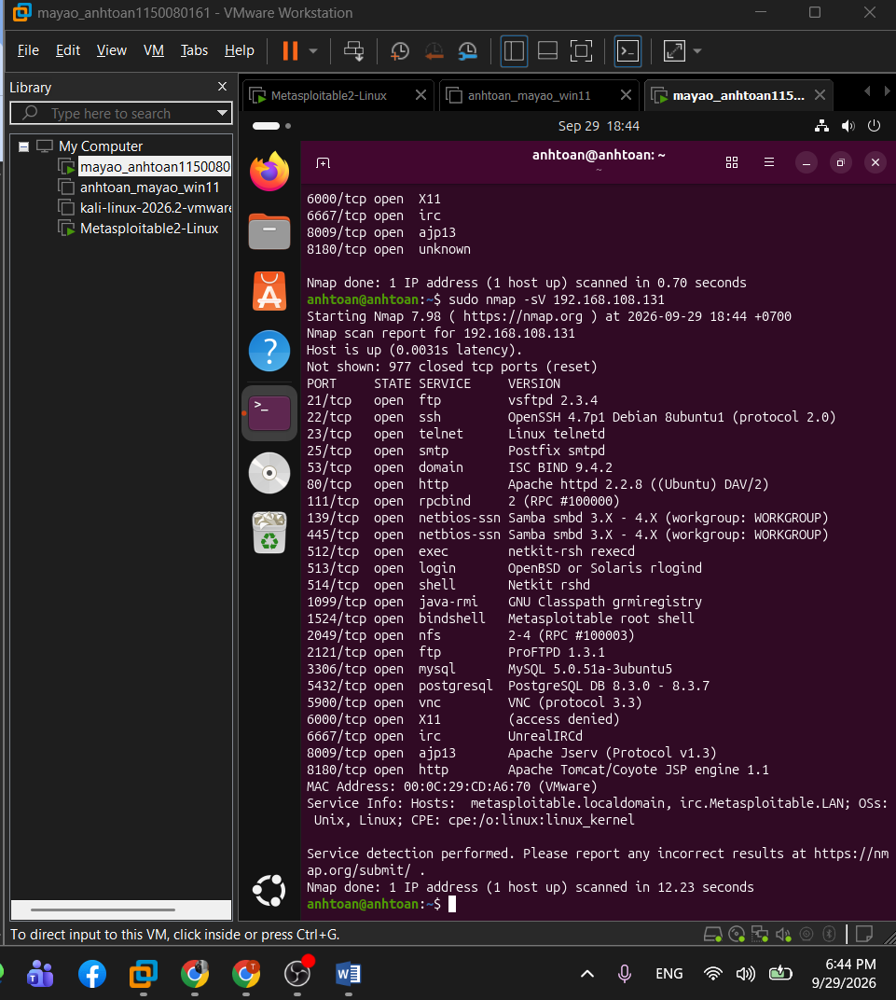 mayao_anhtoan1150080161 - VMware Workstation
File Edit View VM Tabs Help
Library
Type here to search
My Computer
mayao_anhtoan1150080
anhtoan_mayao_win11
kali-linux-2026.2-vmware
Metasploitable2-Linux
Metasploitable2-Linux
anhtoan_mayao_win11
mayao_anhtoan115...
Sep 29 18:44
anhtoan@anhtoan: ~
~
6000/tcp open X11
6667/tcp open irc
8009/tcp open ajp13
8180/tcp open unknown
Nmap done: 1 IP address (1 host up) scanned in 0.70 seconds
anhtoan@anhtoan:~$ sudo nmap -sV 192.168.108.131
Starting Nmap 7.98 ( https://nmap.org ) at 2026-09-29 18:44 +0700
Nmap scan report for 192.168.108.131
Host is up (0.0031s latency).
Not shown: 977 closed tcp ports (reset)
PORT STATE SERVICE VERSION
21/tcp open ftp vsftpd 2.3.4
22/tcp open ssh OpenSSH 4.7p1 Debian 8ubuntu1 (protocol 2.0)
23/tcp open telnet Linux telnetd
25/tcp open smtp Postfix smtpd
53/tcp open domain ISC BIND 9.4.2
80/tcp open http Apache httpd 2.2.8 ((Ubuntu) DAV/2)
111/tcp open rpcbind 2 (RPC #100000)
139/tcp open netbios-ssn Samba smbd 3.X - 4.X (workgroup: WORKGROUP)
445/tcp open netbios-ssn Samba smbd 3.X - 4.X (workgroup: WORKGROUP)
512/tcp open exec netkit-rsh rexecd
513/tcp open login OpenBSD or Solaris rlogind
514/tcp open shell Netkit rshd
1099/tcp open java-rmi GNU Classpath grmiregistry
1524/tcp open bindshell Metasploitable root shell
2049/tcp open nfs 2-4 (RPC #100003)
2121/tcp open ftp ProFTPD 1.3.1
3306/tcp open mysql MySQL 5.0.51a-3ubuntu5
5432/tcp open postgresql PostgreSQL DB 8.3.0 - 8.3.7
5900/tcp open vnc VNC (protocol 3.3)
6000/tcp open X11 (access denied)
6667/tcp open irc UnrealIRCd
8009/tcp open ajp13 Apache Jserv (Protocol v1.3)
8180/tcp open http Apache Tomcat/Coyote JSP engine 1.1
MAC Address: 00:0C:29:CD:A6:70 (VMware)
Service Info: Hosts:  metasploitable.localdomain, irc.Metasploitable.LAN; OSs:
Unix, Linux; CPE: cpe:/o:linux:linux_kernel
Service detection performed. Please report any incorrect results at https://nm
ap.org/submit/ .
Nmap done: 1 IP address (1 host up) scanned in 12.23 seconds
anhtoan@anhtoan:~$
To direct input to this VM, click inside or press Ctrl+G.
ENG
6:44 PM
9/29/2026